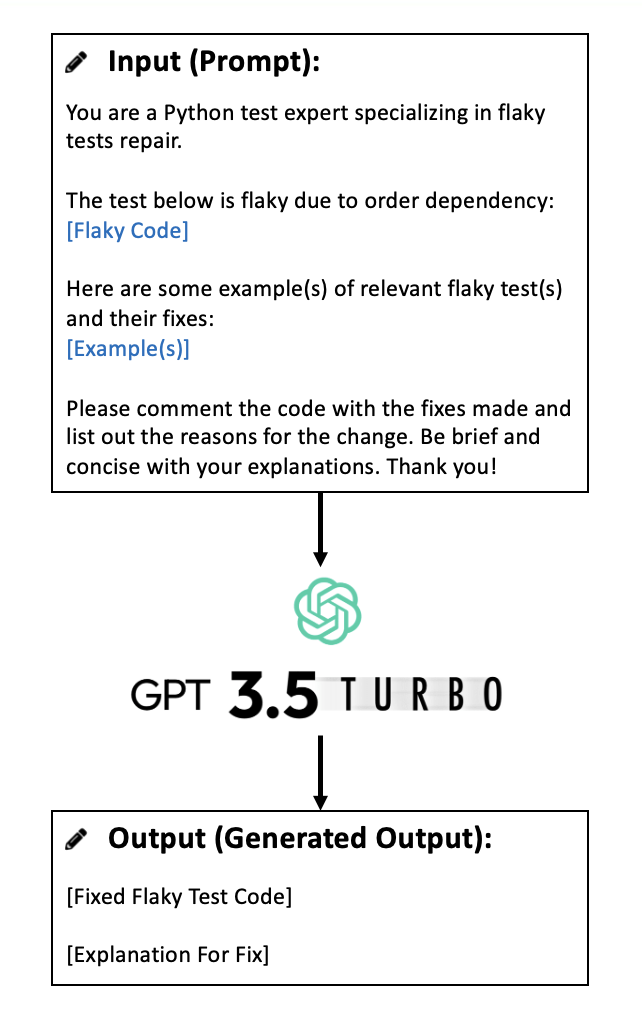 Input (Prompt):
You are a Python test expert specializing in flaky
tests repair.
The test below is flaky due to order dependency:
[Flaky Code]
Here are some example(s) of relevant flaky test(s)
and their fixes:
[Example(s)]
Please comment the code with the fixes made and
list out the reasons for the change. Be brief and
concise with your explanations. Thank you!
GPT 3.5 TURBO
Output (Generated Output):
[Fixed Flaky Test Code]
[Explanation For Fix]